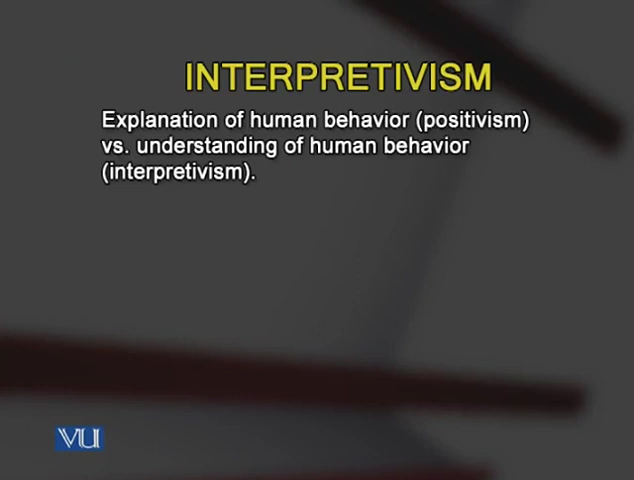 INTERPRETIVISM
Explanation of human behavior (positivism)
vs. understanding of human behavior
(interpretivism).
VU